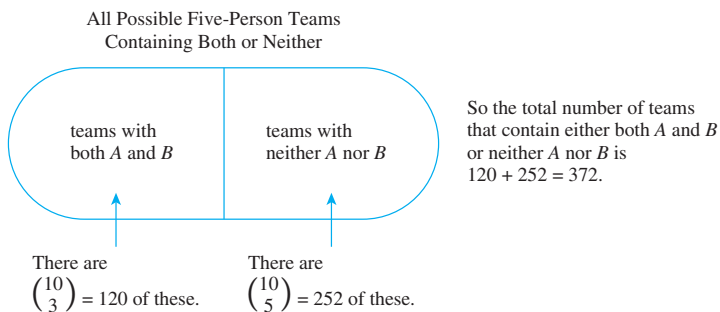 All Possible Five-Person Teams
Containing Both or Neither
teams with
both A and B
teams with
neither A nor B
So the total number of teams
that contain either both A and B
or neither A nor B is
120 + 252 = 372.
There are
(10
3) = 120 of these.
There are
(10
5) = 252 of these.